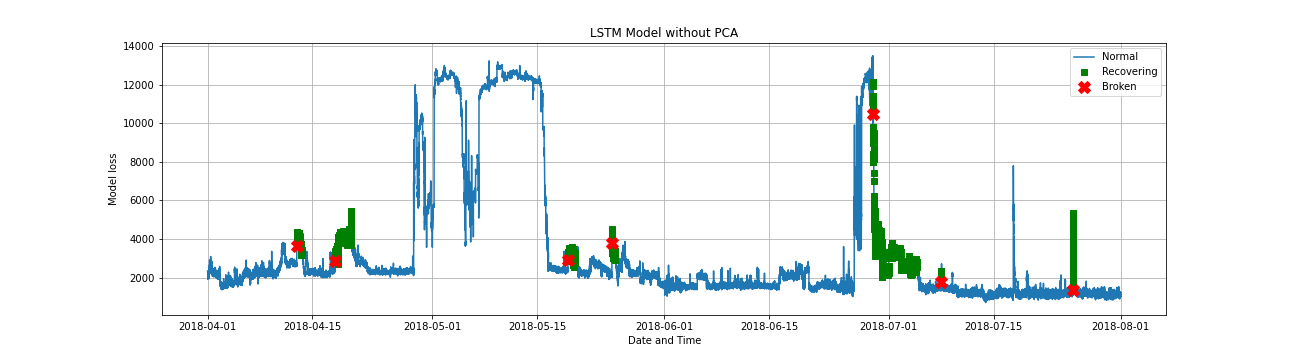 LSTM Model without PCA
14000
12000
10000
8000
6000
4000
2000
Model loss
Normal
Recovering
Broken
2018-04-01
2018-04-15
2018-05-01
2018-05-15
2018-06-01
2018-06-15
2018-07-01
2018-07-15
2018-08-01
Date and Time